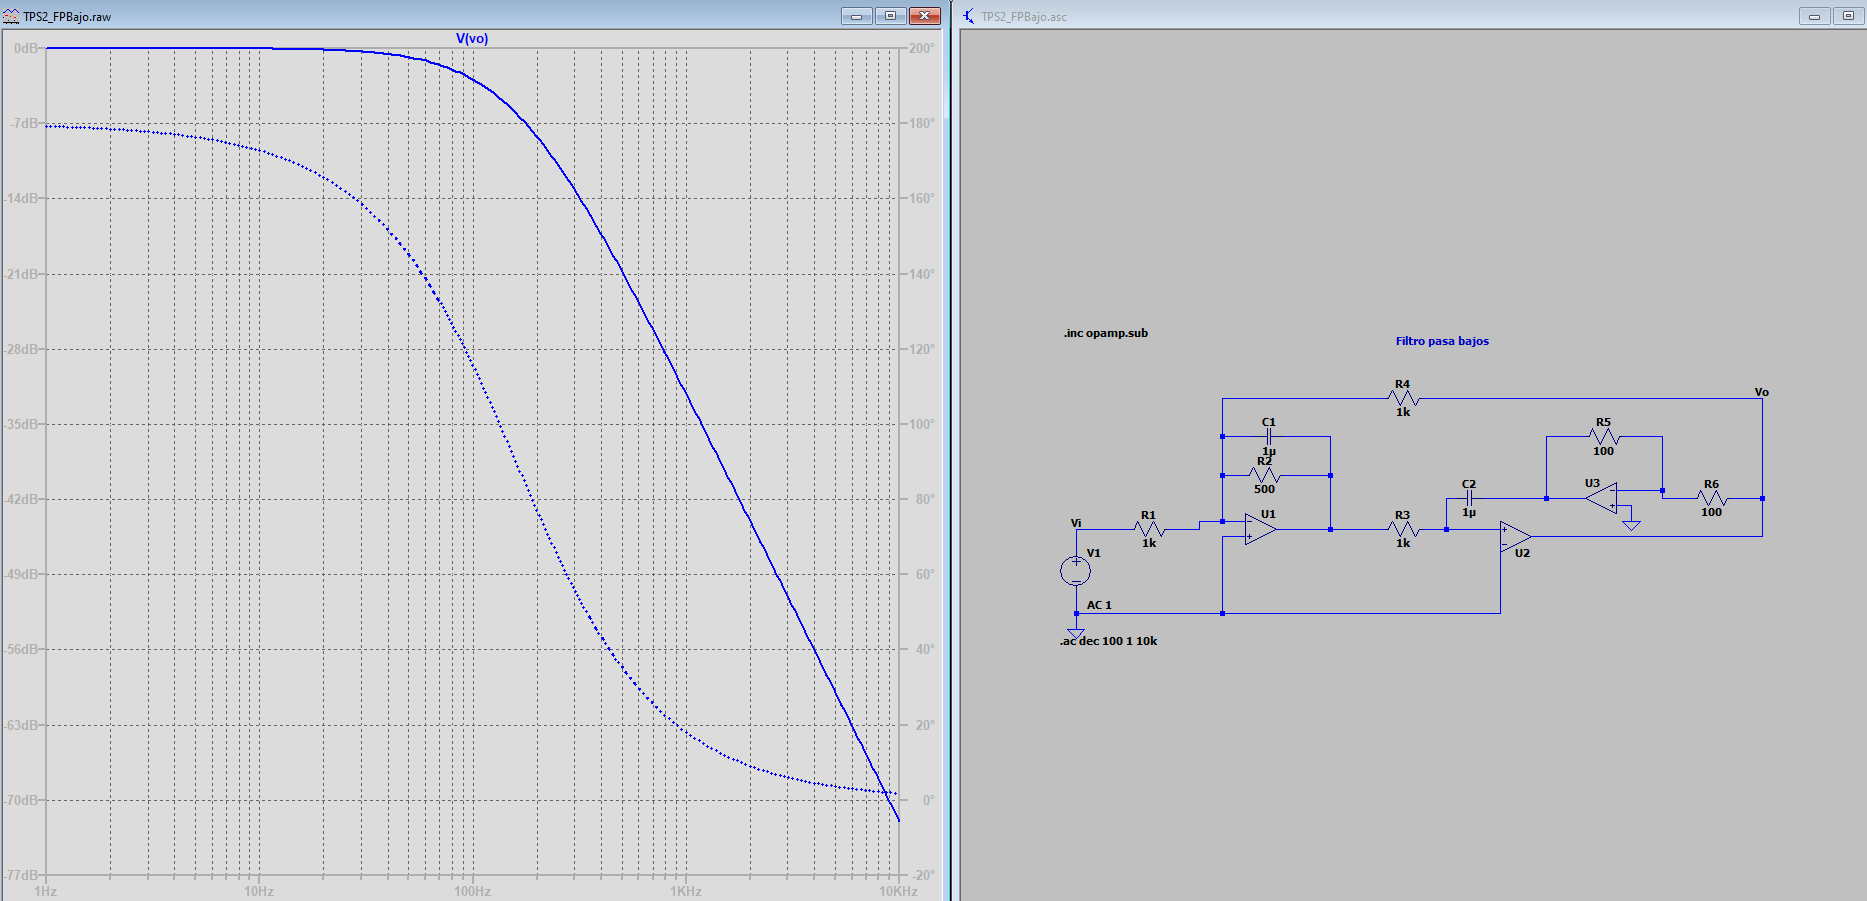 TPS2_FPBajo.raw
V(vo)
0dB
-7dB
-14dB
-21dB
-28dB
-35dB
-42dB
-49dB
-56dB
-63dB
-70dB
-77dB
200°
180°
160°
140°
120°
100°
80°
60°
40°
20°
0°
-20°
1Hz
10Hz
100Hz
1KHz
10KHz
TPS2_FPBajo.asc
.inc opamp.sub
Filtro pasa bajos
R4
1k
Vo
C1
1µ
R2
500
R5
100
C2
1µ
U3
R6
100
Vi
R1
1k
U1
R3
1k
U2
V1
AC 1
.ac dec 100 1 10k